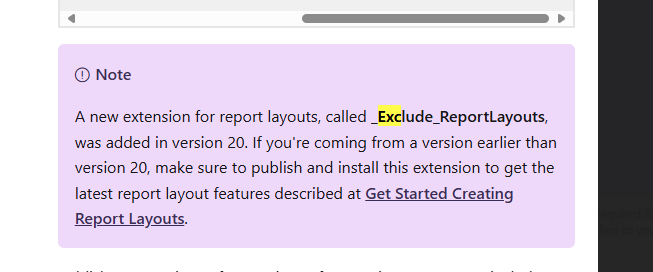 Note
A new extension for report layouts, called _Exclude_ReportLayouts,
was added in version 20. If you're coming from a version earlier than
version 20, make sure to publish and install this extension to get the
latest report layout features described at Get Started Creating
Report Layouts.